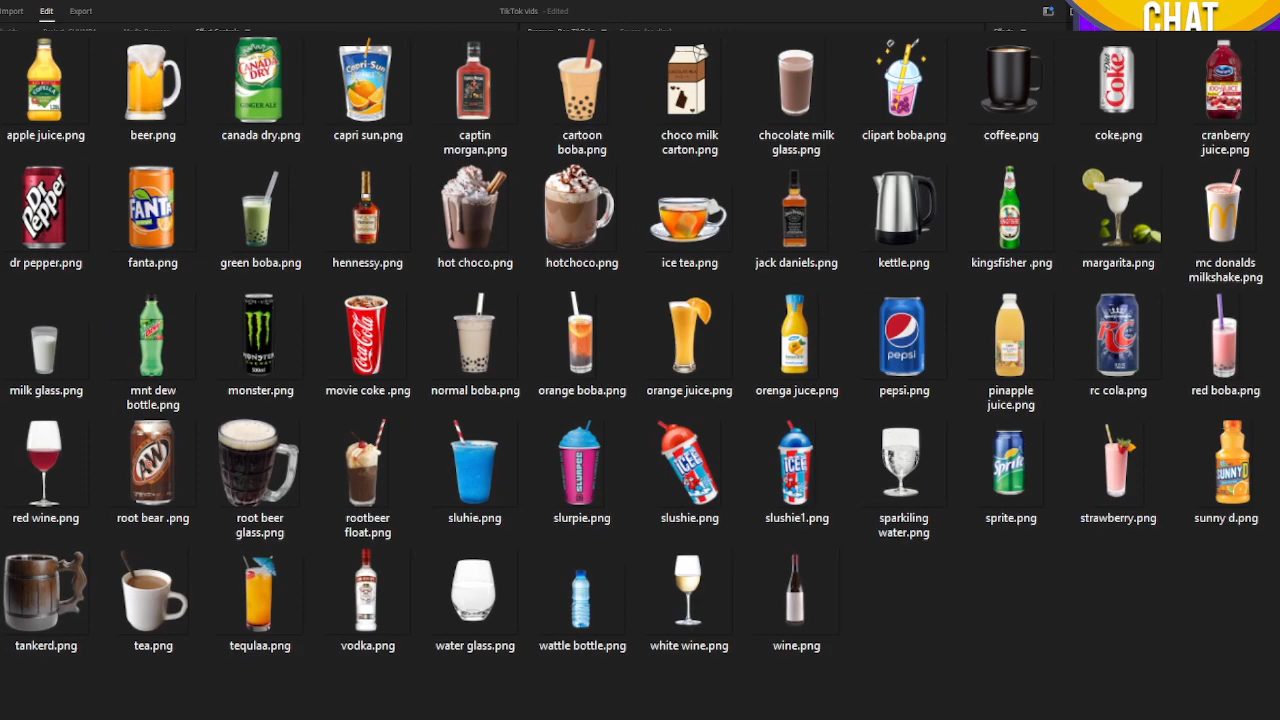 Import Edit Export TikTok vids - Edited
CHAT
apple juice.png beer.png canada dry.png capri sun.png captin morgan.png cartoon boba.png choco milk carton.png chocolate milk glass.png clipart boba.png coffee.png coke.png cranberry juice.png
dr pepper.png fanta.png green boba.png hennessy.png hot choco.png hotchoco.png ice tea.png jack daniels.png kettle.png kingsfisher .png margarita.png mc donalds milkshake.png
milk glass.png mnt dew bottle.png monster.png movie coke .png normal boba.png orange boba.png orange juice.png orenga juce.png pepsi.png pinapple juice.png rc cola.png red boba.png
red wine.png root bear .png root beer glass.png rootbeer float.png sluhie.png slurpie.png slushie.png slushie1.png sparkiling water.png sprite.png strawberry.png sunny d.png
tankerd.png tea.png tequlaa.png vodka.png water glass.png wattle bottle.png white wine.png wine.png